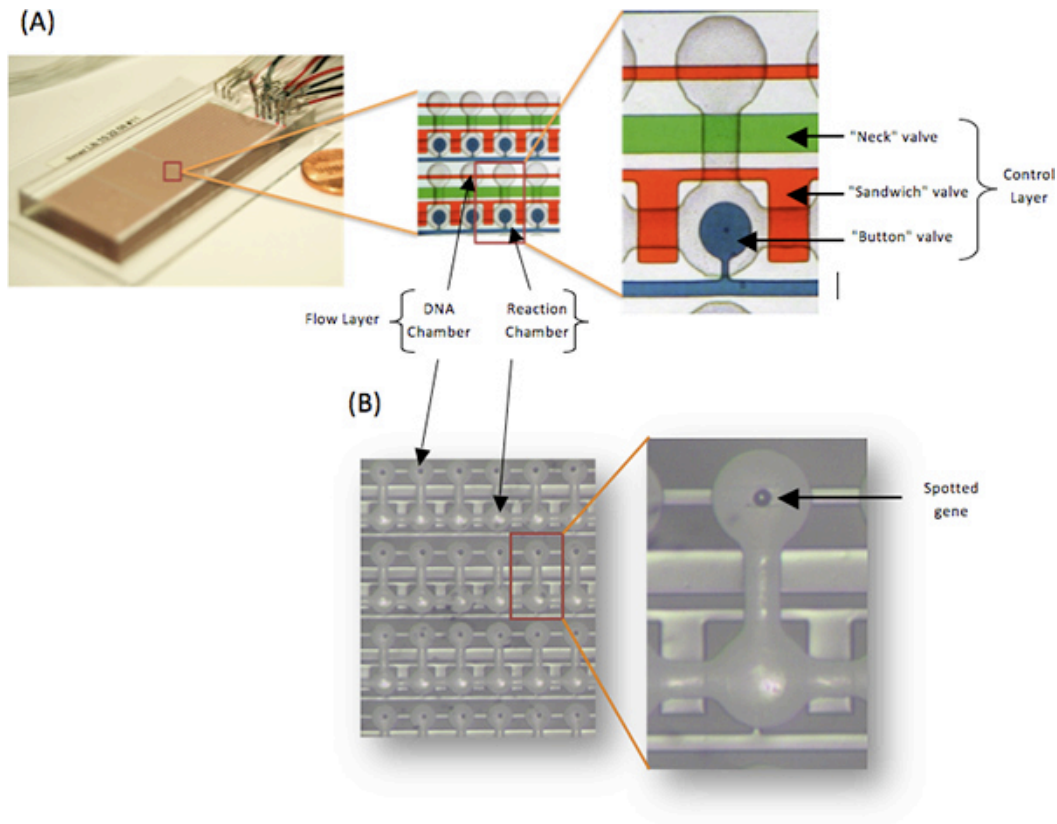 (A)
"Neck" valve
"Sandwich" valve
"Button" valve
Control
Layer
Flow Layer
DNA
Chamber
Reaction
Chamber
(B)
Spotted
gene